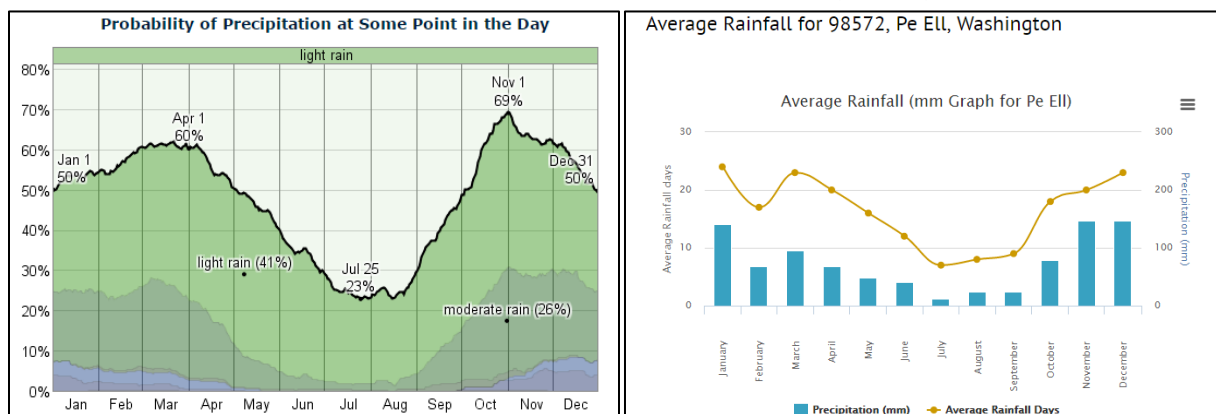 Probability of Precipitation at Some Point in the Day
light rain
80%
70%
60%
50%
40%
30%
20%
10%
0%
Jan 1
50%
Apr 1
60%
Jul 25
23%
Nov 1
69%
Dec 31
50%
light rain (41%)
moderate rain (26%)
Jan Feb Mar Apr May Jun Jul Aug Sep Oct Nov Dec
Average Rainfall for 98572, Pe Ell, Washington
Average Rainfall (mm Graph for Pe Ell)
30 300
20 200
10 100
0 0
Average Rainfall days
Precipitation (mm)
January
February
March
April
May
June
July
August
September
October
November
December
Precipitation (mm) Average Rainfall Days